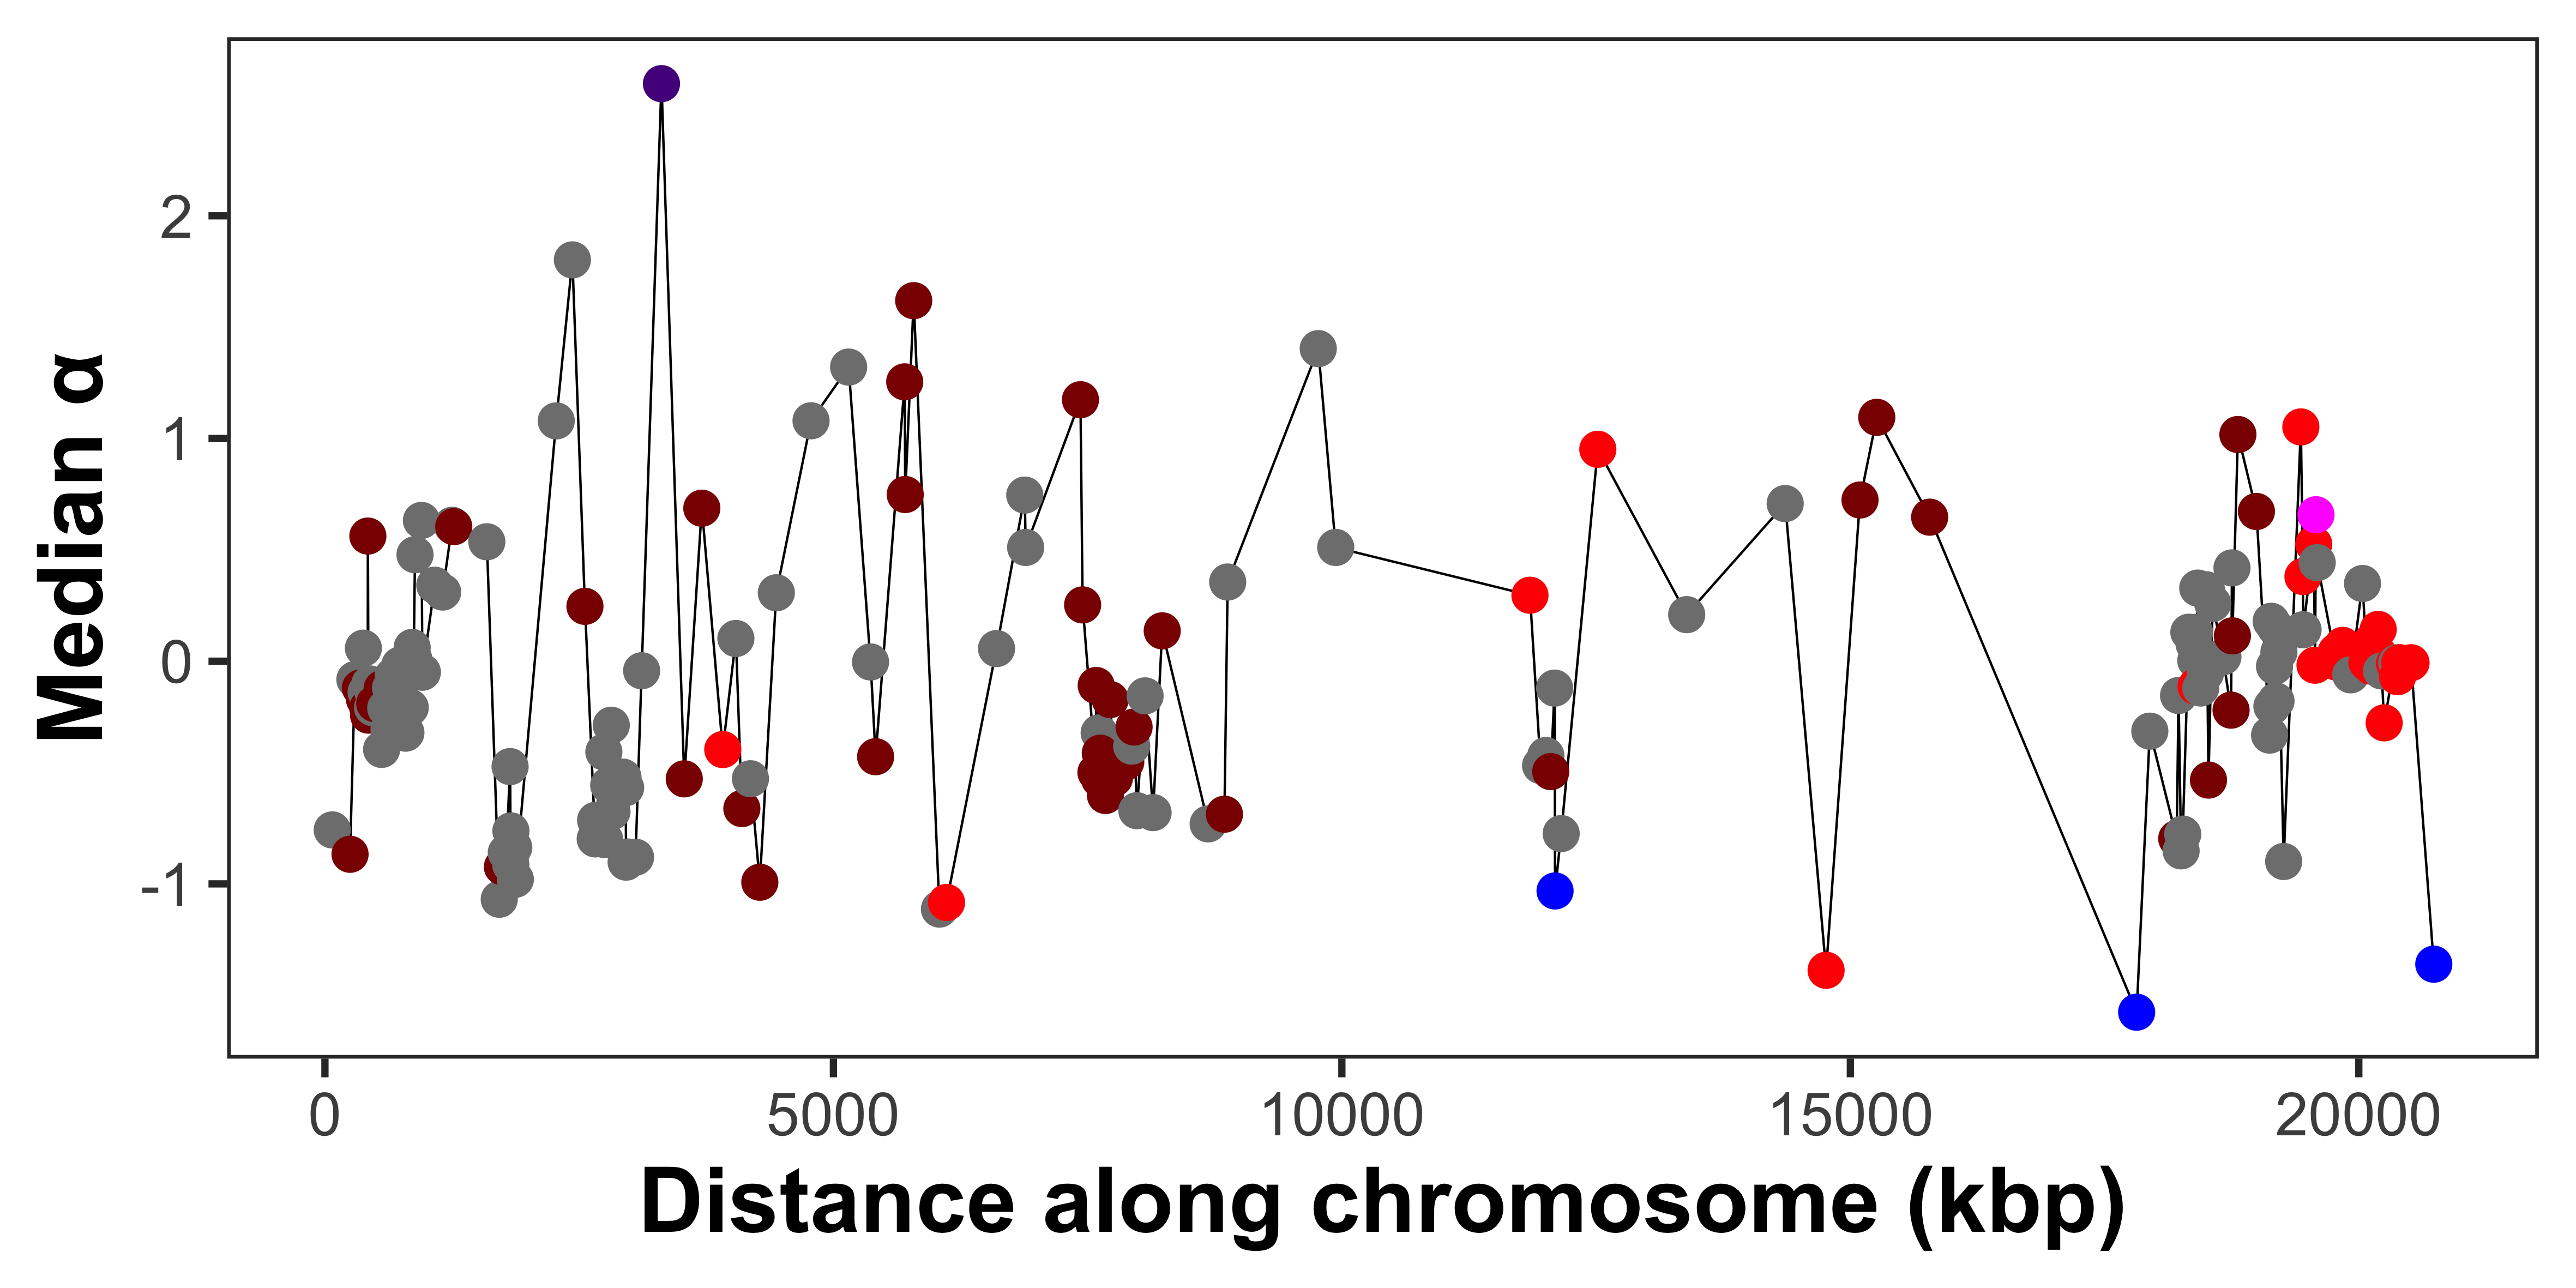 Median α
2
1
0
-1
0 5000 10000 15000 20000
Distance along chromosome (kbp)